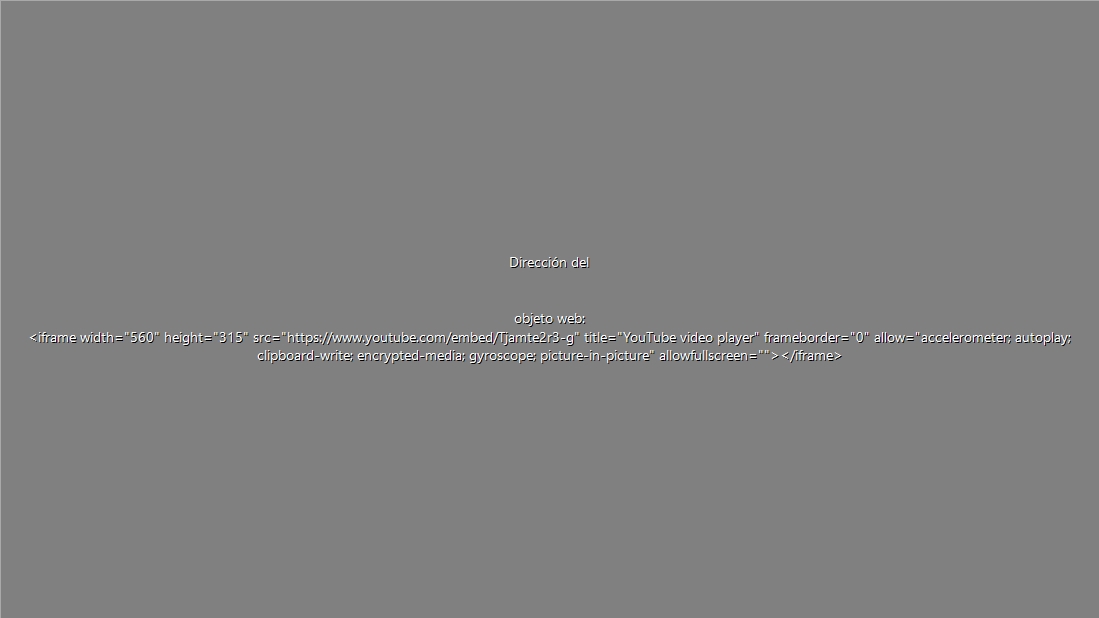 Dirección del
objeto web:
<iframe width="560" height="315" src="https://www.youtube.com/embed/Tjamte2r3-g" title="YouTube video player" frameborder="0" allow="accelerometer; autoplay;
clipboard-write; encrypted-media; gyroscope; picture-in-picture" allowfullscreen=""></iframe>